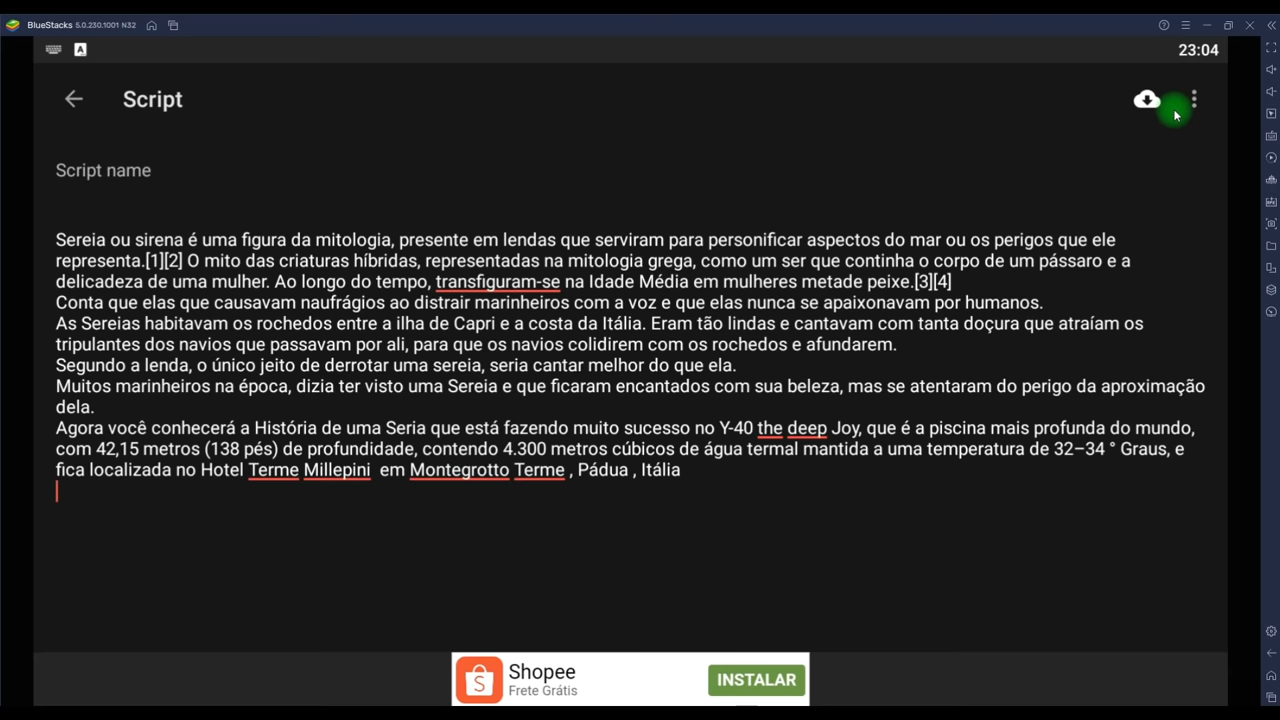 BlueStacks 5.0.230.1001 N32
A
23:04
Script
Script name
Sereia ou sirena é uma figura da mitologia, presente em lendas que serviram para personificar aspectos do mar ou os perigos que ele
representa.[1][2] O mito das criaturas híbridas, representadas na mitologia grega, como um ser que continha o corpo de um pássaro e a
delicadeza de uma mulher. Ao longo do tempo, transfiguram-se na Idade Média em mulheres metade peixe.[3][4]
Conta que elas que causavam naufrágios ao distrair marinheiros com a voz e que elas nunca se apaixonavam por humanos.
As Sereias habitavam os rochedos entre a ilha de Capri e a costa da Itália. Eram tão lindas e cantavam com tanta doçura que atraíam os
tripulantes dos navios que passavam por ali, para que os navios colidirem com os rochedos e afundarem.
Segundo a lenda, o único jeito de derrotar uma sereia, seria cantar melhor do que ela.
Muitos marinheiros na época, dizia ter visto uma Sereia e que ficaram encantados com sua beleza, mas se atentaram do perigo da aproximação
dela.
Agora você conhecerá a História de uma Seria que está fazendo muito sucesso no Y-40 the deep Joy, que é a piscina mais profunda do mundo,
com 42,15 metros (138 pés) de profundidade, contendo 4.300 metros cúbicos de água termal mantida a uma temperatura de 32–34 ° Graus, e
fica localizada no Hotel Terme Millepini em Montegrotto Terme , Pádua , Itália
Shopee
Frete Grátis
INSTALAR